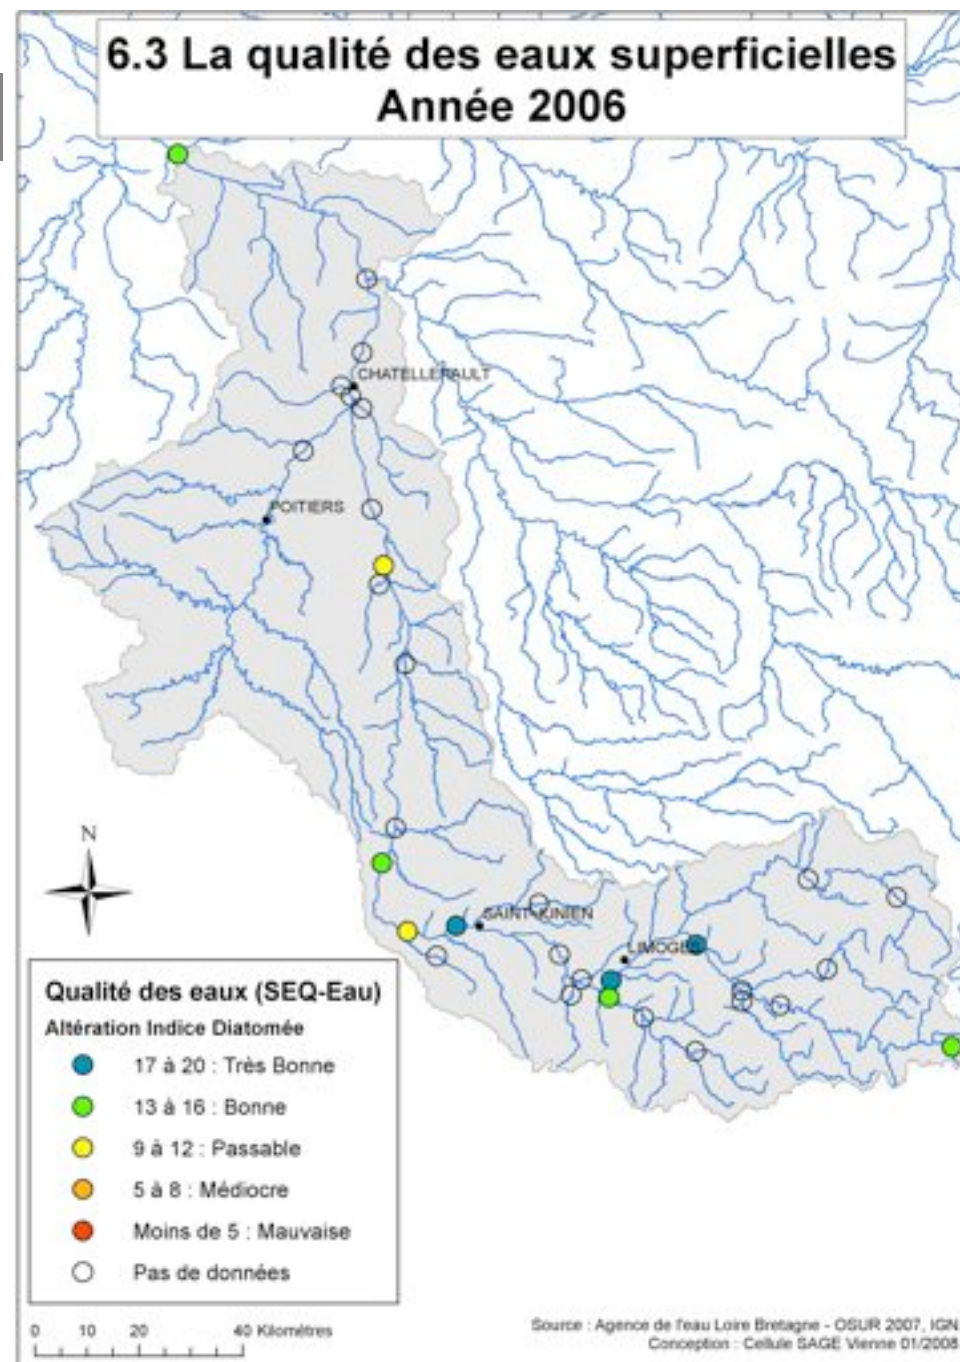 6.3 La qualité des eaux superficielles
Année 2006
CHATELLERAULT
POITIERS
SAINT-JUNIEN
LIMOGES
N
Qualité des eaux (SEQ-Eau)
Altération Indice Diatomée
17 à 20 : Très Bonne
13 à 16 : Bonne
9 à 12 : Passable
5 à 8 : Médiocre
Moins de 5 : Mauvaise
Pas de données
0 10 20 40 Kilomètres
Source : Agence de l'eau Loire Bretagne - OSUR 2007, IGN
Conception : Cellule SAGE Vienne 01/2008